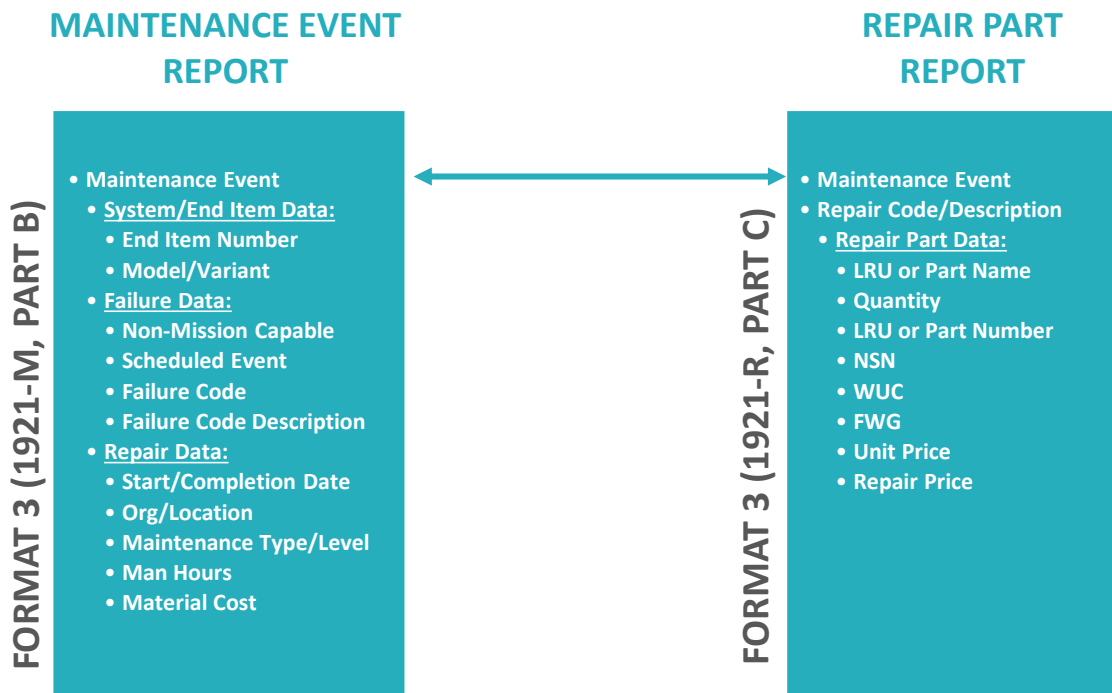 MAINTENANCE EVENT
REPORT
FORMAT 3 (1921-M, PART B)
• Maintenance Event
• System/End Item Data:
• End Item Number
• Model/Variant
• Failure Data:
• Non-Mission Capable
• Scheduled Event
• Failure Code
• Failure Code Description
• Repair Data:
• Start/Completion Date
• Org/Location
• Maintenance Type/Level
• Man Hours
• Material Cost
REPAIR PART
REPORT
FORMAT 3 (1921-R, PART C)
• Maintenance Event
• Repair Code/Description
• Repair Part Data:
• LRU or Part Name
• Quantity
• LRU or Part Number
• NSN
• WUC
• FWG
• Unit Price
• Repair Price